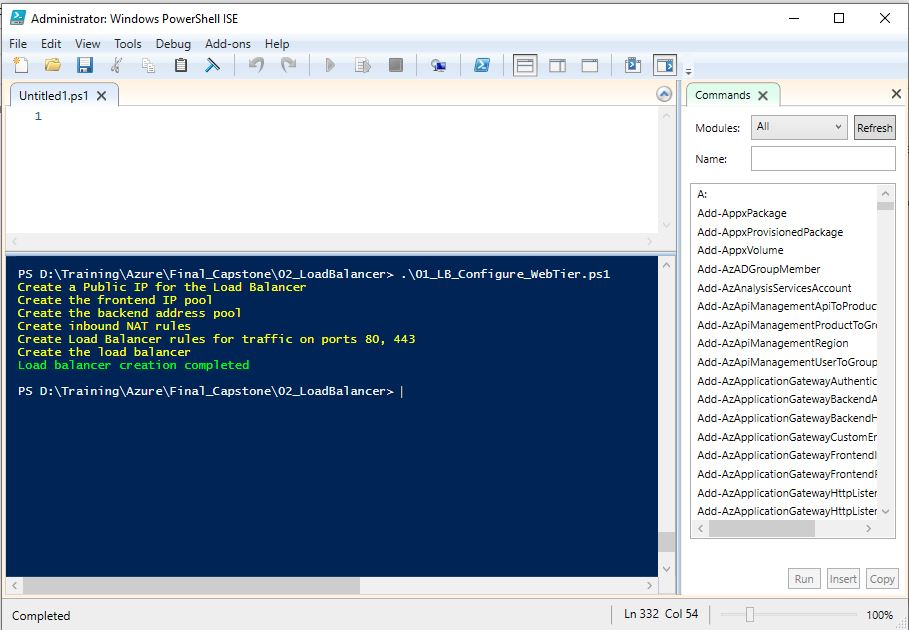 Administrator: Windows PowerShell ISE
File Edit View Tools Debug Add-ons Help
Untitled1.ps1
1
PS D:\Training\Azure\Final_Capstone\02_LoadBalancer> .\01_LB_Configure_WebTier.ps1
Create a Public IP for the Load Balancer
Create the frontend IP pool
Create the backend address pool
Create inbound NAT rules
Create Load Balancer rules for traffic on ports 80, 443
Create the load balancer
Load balancer creation completed
PS D:\Training\Azure\Final_Capstone\02_LoadBalancer>
Commands
Modules: All Refresh
Name:
A:
Add-AppxPackage
Add-AppxProvisionedPackage
Add-AppxVolume
Add-AzADGroupMember
Add-AzAnalysisServicesAccount
Add-AzApiManagementApiToProduc
Add-AzApiManagementProductToGr
Add-AzApiManagementRegion
Add-AzApiManagementUserToGroup
Add-AzApplicationGatewayAuthentic
Add-AzApplicationGatewayBackendA
Add-AzApplicationGatewayBackendH
Add-AzApplicationGatewayCustomEr
Add-AzApplicationGatewayFrontendI
Add-AzApplicationGatewayFrontendP
Add-AzApplicationGatewayHttpListen
Add-AzApplicationGatewayHttpListen
Run Insert Copy
Completed
Ln 332 Col 54
100%